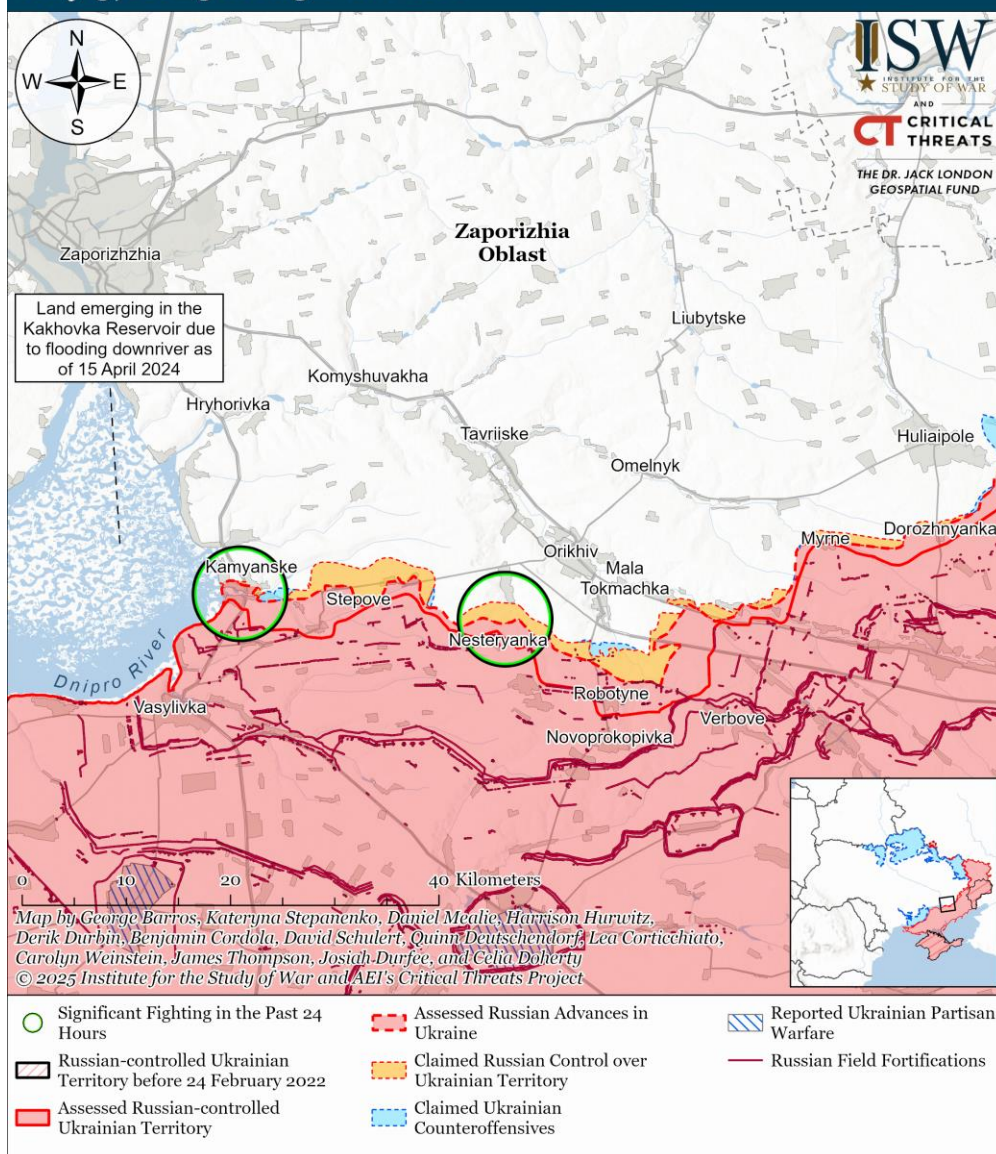 N
W
E
S
ISW
INSTITUTE FOR THE
STUDY OF WAR
AND
CT CRITICAL
THREATS
THE DR. JACK LONDON
GEOSPATIAL FUND
Zaporizhia
Oblast
Zaporizhzhia
Land emerging in the
Kakhovka Reservoir due
to flooding downriver as
of 15 April 2024
Liubytske
Komyshuvakha
Hryhorivka
Tavriiske
Huliaipole
Omelnyk
Dorozhnyanka
Myrne
Orikhiv
Kamyanske
Mala
Tokmachka
Stepove
Nesteryanka
Dnipro River
Robotyne
Vasylivka
Verbove
Novoprokopivka
0 10 20 40 Kilometers
Map by George Barros, Kateryna Stepanenko, Daniel Mealie, Harrison Hurwitz,
Derik Durbin, Benjamin Cordola, David Schulert, Quinn Deutschendorf, Lea Corticchiato,
Carolyn Weinstein, James Thompson, Josiah Durfee, and Celia Doherty
© 2025 Institute for the Study of War and AEI's Critical Threats Project
Significant Fighting in the Past 24
Hours
Russian-controlled Ukrainian
Territory before 24 February 2022
Assessed Russian-controlled
Ukrainian Territory
Assessed Russian Advances in
Ukraine
Claimed Russian Control over
Ukrainian Territory
Claimed Ukrainian
Counteroffensives
Reported Ukrainian Partisan
Warfare
Russian Field Fortifications